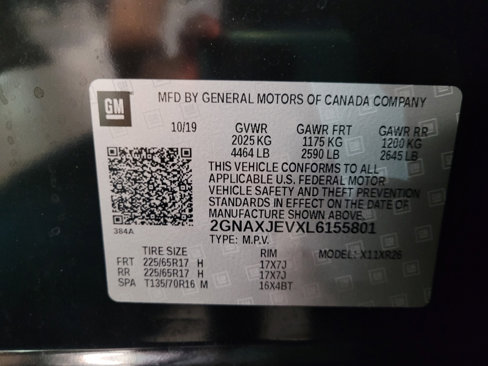 GM
MFD BY GENERAL MOTORS OF CANADA COMPANY
10/19 GVWR GAWR FRT GAWR RR
2025 KG 1175 KG 1200 KG
4464 LB 2590 LB 2645 LB
THIS VEHICLE CONFORMS TO ALL
APPLICABLE U.S. FEDERAL MOTOR
VEHICLE SAFETY AND THEFT PREVENTION
STANDARDS IN EFFECT ON THE DATE OF
MANUFACTURE SHOWN ABOVE.
384A 2GNAXJEVXL6155801
TYPE: M.P.V.
TIRE SIZE RIM MODEL: X11XR26
FRT 225/65R17 H 17X7J
RR 225/65R17 H 17X7J
SPA T135/70R16 M 16X4BT